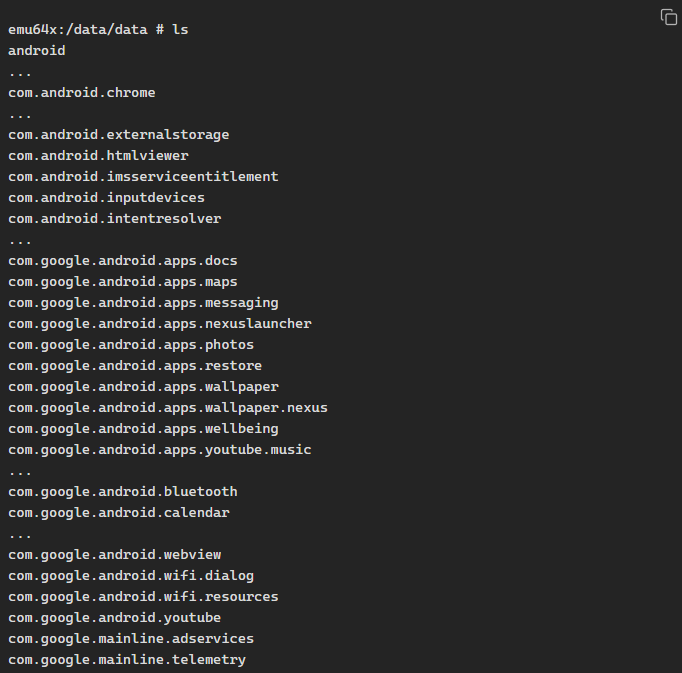 emu64x:/data/data # ls
android
...
com.android.chrome
...
com.android.externalstorage
com.android.htmlviewer
com.android.imsserviceentitlement
com.android.inputdevices
com.android.intentresolver
...
com.google.android.apps.docs
com.google.android.apps.maps
com.google.android.apps.messaging
com.google.android.apps.nexuslauncher
com.google.android.apps.photos
com.google.android.apps.restore
com.google.android.apps.wallpaper
com.google.android.apps.wallpaper.nexus
com.google.android.apps.wellbeing
com.google.android.apps.youtube.music
...
com.google.android.bluetooth
com.google.android.calendar
...
com.google.android.webview
com.google.android.wifi.dialog
com.google.android.wifi.resources
com.google.android.youtube
com.google.mainline.adservices
com.google.mainline.telemetry